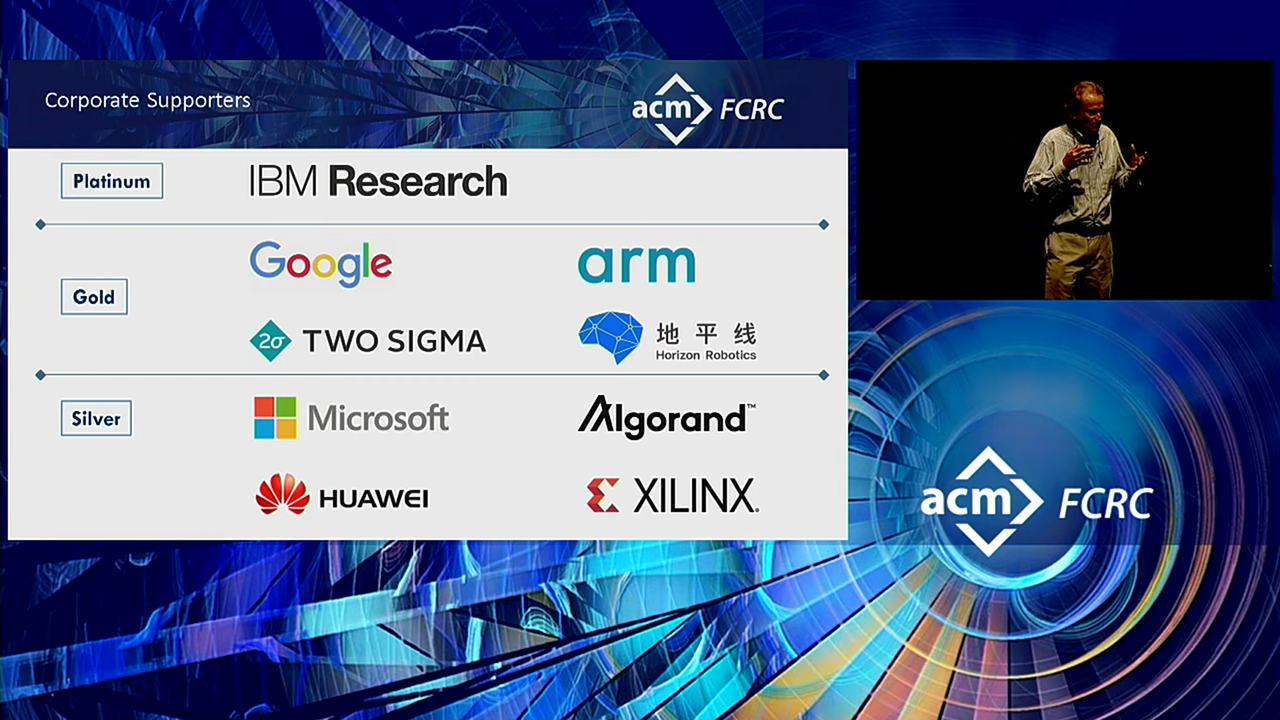 Corporate Supporters
acm FCRC
Platinum
IBM Research
Gold
Google
arm
2σ TWO SIGMA
地平线
Horizon Robotics
Silver
Microsoft
Algorand™
HUAWEI
XILINX®
acm FCRC